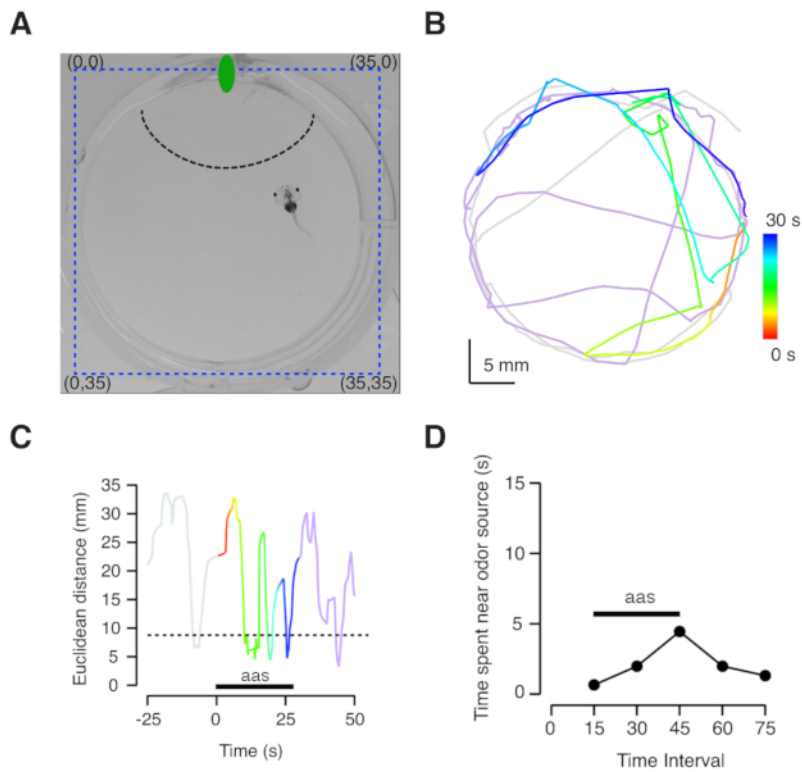 A
B
(0,0)
(35,0)
(0,35)
(35,35)
5 mm
30 s
0 s
C
D
Euclidean distance (mm)
35
30
25
20
15
10
5
0
aas
-25
0
25
50
Time (s)
Time spent near odor source (s)
15
10
5
0
aas
0
15
30
45
60
75
Time Interval